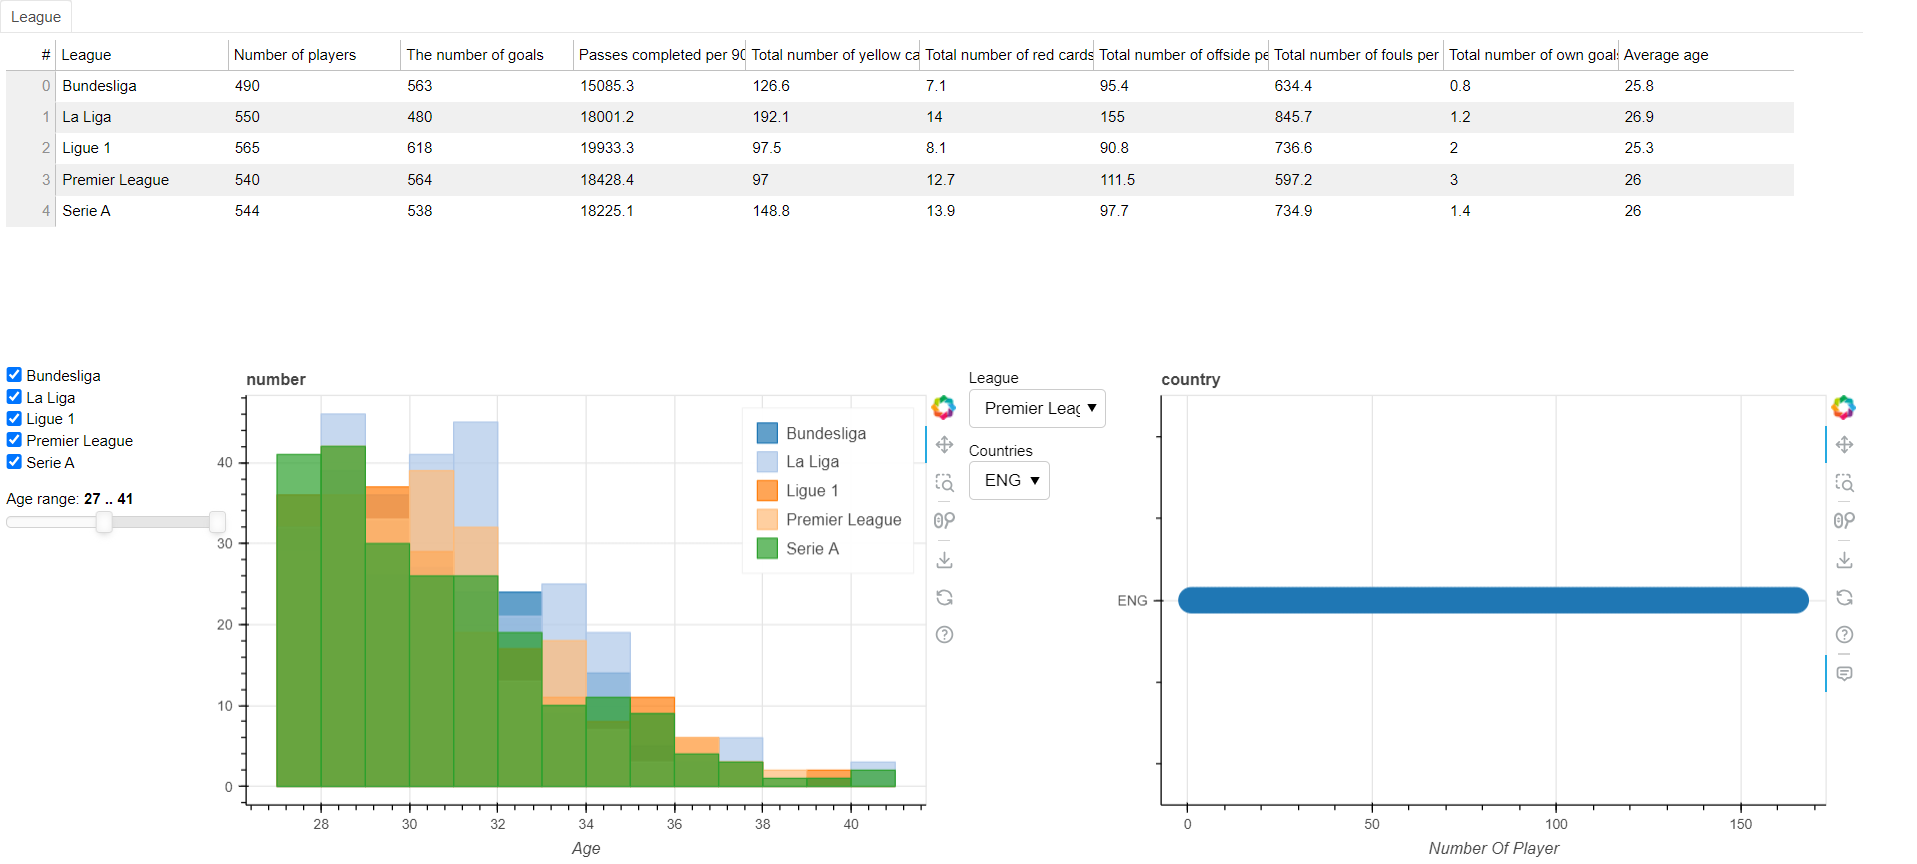 League
# League Number of players The number of goals Passes completed per 90 Total number of yellow ca Total number of red cards Total number of offside pe Total number of fouls per Total number of own goals Average age
0 Bundesliga 490 563 15085.3 126.6 7.1 95.4 634.4 0.8 25.8
1 La Liga 550 480 18001.2 192.1 14 155 845.7 1.2 26.9
2 Ligue 1 565 618 19933.3 97.5 8.1 90.8 736.6 2 25.3
3 Premier League 540 564 18428.4 97 12.7 111.5 597.2 3 26
4 Serie A 544 538 18225.1 148.8 13.9 97.7 734.9 1.4 26
Bundesliga
La Liga
Ligue 1
Premier League
Serie A
Age range: 27 .. 41
number
40
30
20
10
0
28 30 32 34 36 38 40
Age
Bundesliga
La Liga
Ligue 1
Premier League
Serie A
League
Premier Leag
Countries
ENG
country
ENG
0 50 100 150
Number Of Player